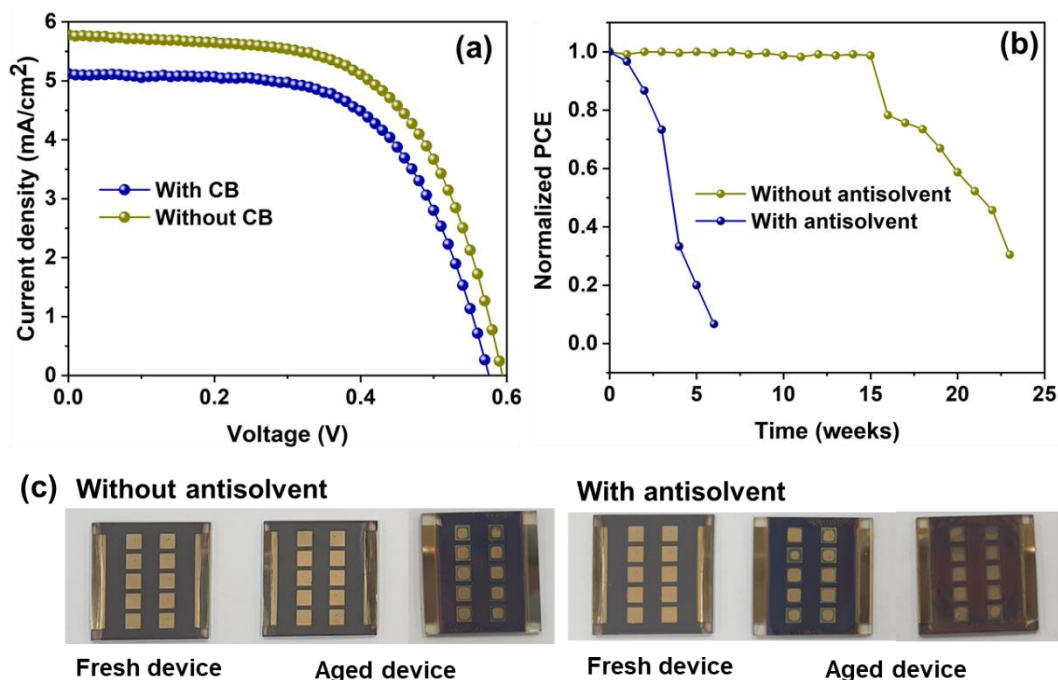 (a)
Current density (mA/cm²)
6
5
4
3
2
1
0
With CB
Without CB
0.0 0.2 0.4 0.6
Voltage (V)
(b)
Normalized PCE
1.0
0.8
0.6
0.4
0.2
0.0
Without antisolvent
With antisolvent
0 5 10 15 20 25
Time (weeks)
(c) Without antisolvent
With antisolvent
Fresh device Aged device
Fresh device Aged device